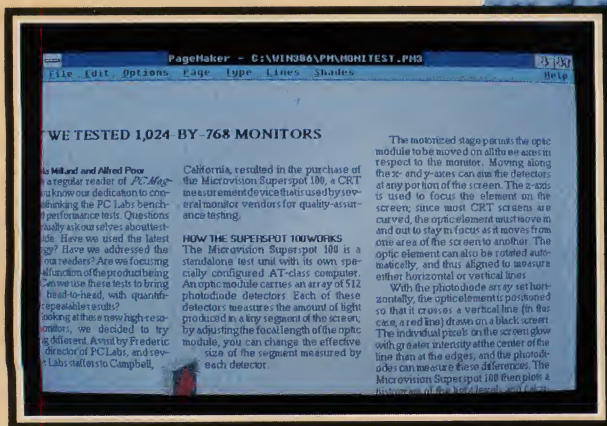 PageMaker - C:\WIN386\PM\MONITEST.PM3
File Edit Options Page Type Lines Shades Help
WE TESTED 1,024-BY-768 MONITORS
Milland and Alfred Poor
a regular reader of PC Mag-
u know our dedication to con-
thinking the PC Labs bench-
d performance tests. Questions
ually ask ourselves about test-
de. Have we used the latest
gy? Have we addressed the
our readers? Are we focusing
function of the product being
Can we use these tests to bring
head-to-head, with quantifi-
repeatable results?
ooking at these new high-reso-
onitors, we decided to try
g different. A visit by Frederic
director of PC Labs, and sev-
Labs staffers to Campbell,
California, resulted in the purchase of
the Microvision Superspot 100, a CRT
measurement device that is used by sev-
eral monitor vendors for quality-assur-
ance testing.
HOW THE SUPERSPOT 100 WORKS
The Microvision Superspot 100 is a
standalone test unit with its own spe-
cially configured AT-class computer.
An optic module carries an array of 512
photodiode detectors. Each of these
detectors measures the amount of light
produced in a tiny segment of the screen;
by adjusting the focal length of the optic
module, you can change the effective
size of the segment measured by
each detector.
The motorized stage permits the optic
module to be moved on all three axes in
respect to the monitor. Moving along
the x- and y-axes can aim the detectors
at any portion of the screen. The z-axis
is used to focus the element on the
screen; since most CRT screens are
curved, the optic element must move in
and out to stay in focus as it moves from
one area of the screen to another. The
optic element can also be rotated auto-
matically, and thus aligned to measure
either horizontal or vertical lines.
With the photodiode array set hori-
zontally, the optic element is positioned
so that it crosses a vertical line (in this
case, a red line) drawn on a black screen.
The individual pixels on the screen glow
with greater intensity at the center of the
line than at the edges, and the photodi-
odes can measure these differences. The
Microvision Superspot 100 then plots a
histogram of the light levels and